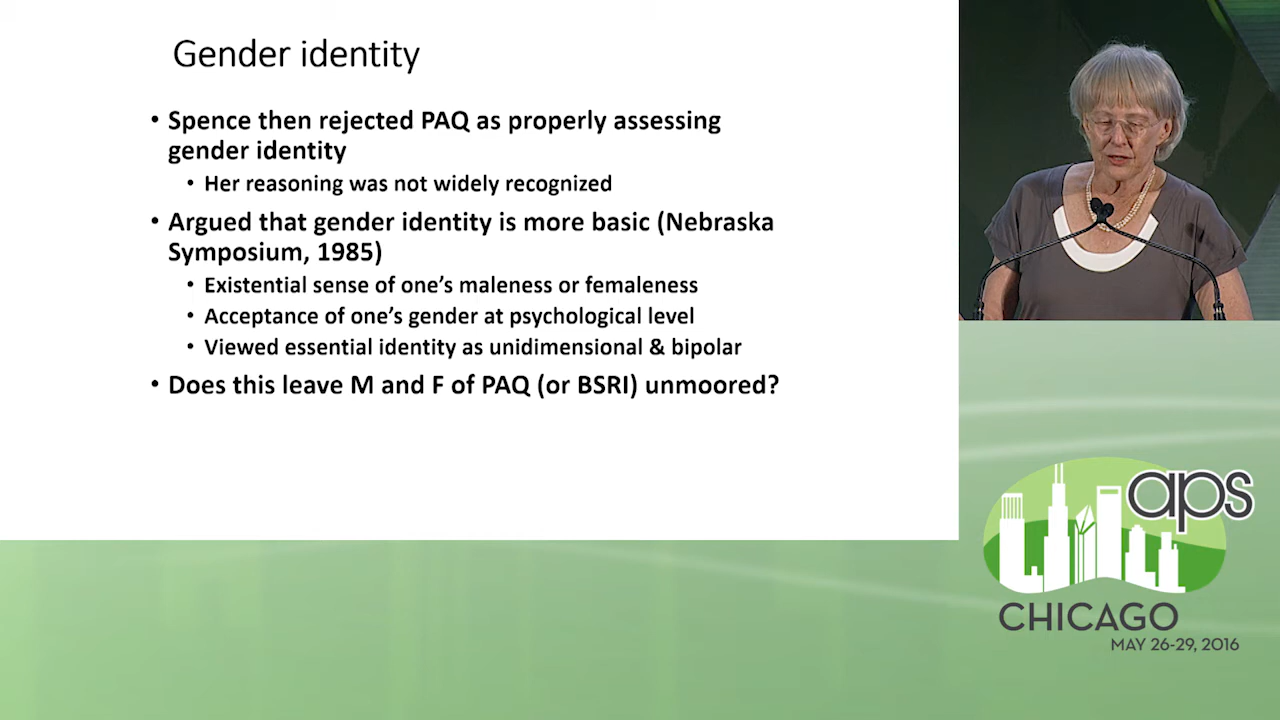 Gender identity
• Spence then rejected PAQ as properly assessing
gender identity
• Her reasoning was not widely recognized
• Argued that gender identity is more basic (Nebraska
Symposium, 1985)
• Existential sense of one's maleness or femaleness
• Acceptance of one's gender at psychological level
• Viewed essential identity as unidimensional & bipolar
• Does this leave M and F of PAQ (or BSRI) unmoored?
aps
CHICAGO
MAY 26-29, 2016